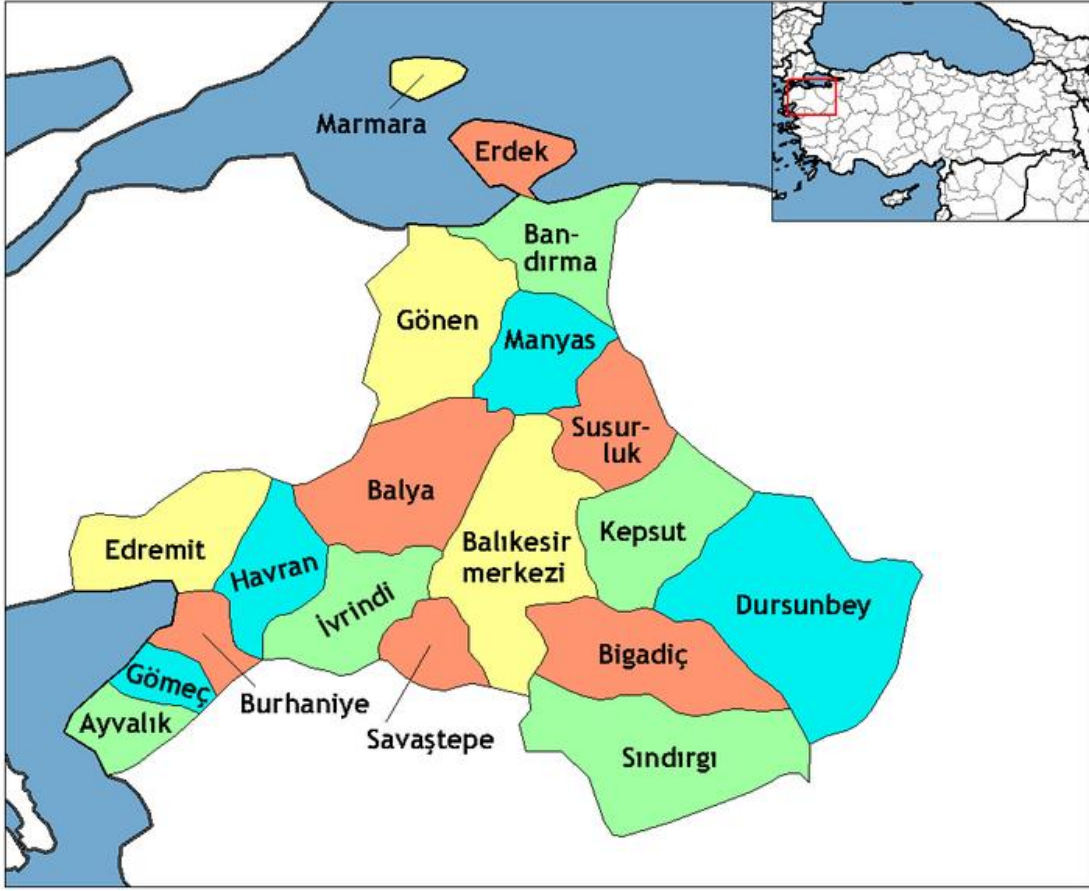 Marmara
Erdek
Ban-
dırma
Gönen
Manyas
Susur-
luk
Balya
Edremit
Havran
Balıkesir
merkezi
Kepsut
İvrindi
Dursunbey
Bigadiç
Gömeç
Burhaniye
Ayvalık
Savaştepe
Sındırgı